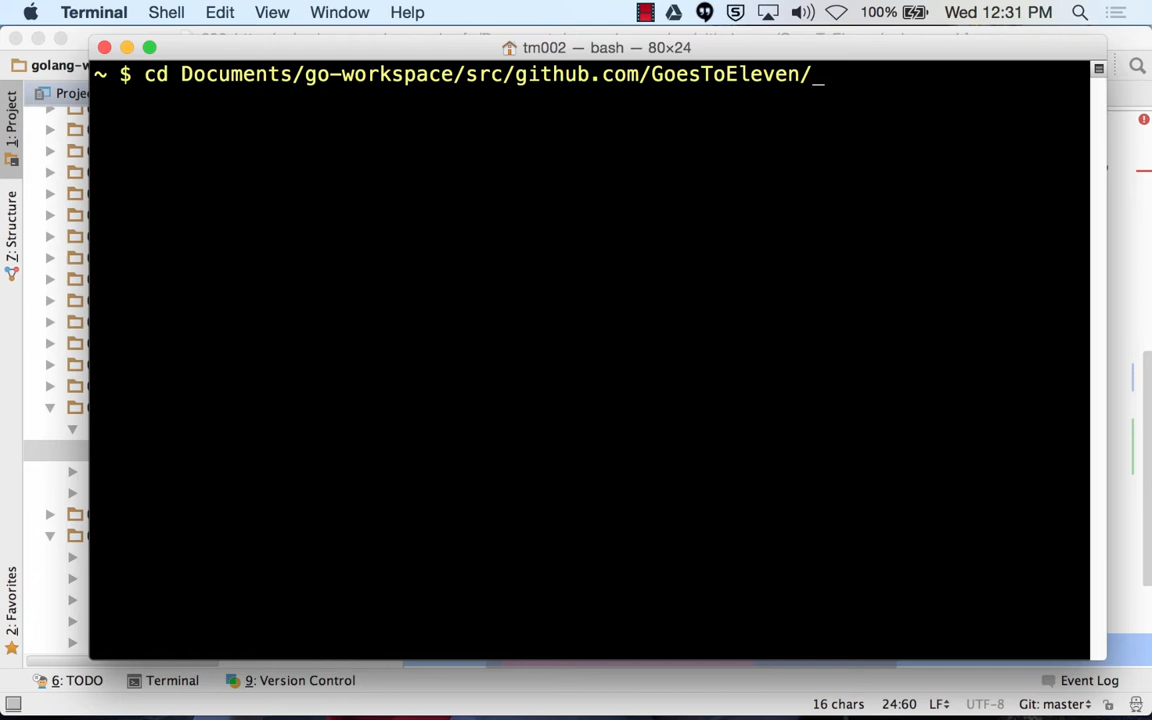 Terminal Shell Edit View Window Help 100% Wed 12:31 PM
tm002 — bash — 80×24
golang-w
~ $ cd Documents/go-workspace/src/github.com/GoesToEleven/_
Proje
1: Project
Z: Structure
2: Favorites
6: TODO Terminal 9: Version Control Event Log
16 chars 24:60 LF UTF-8 Git: master